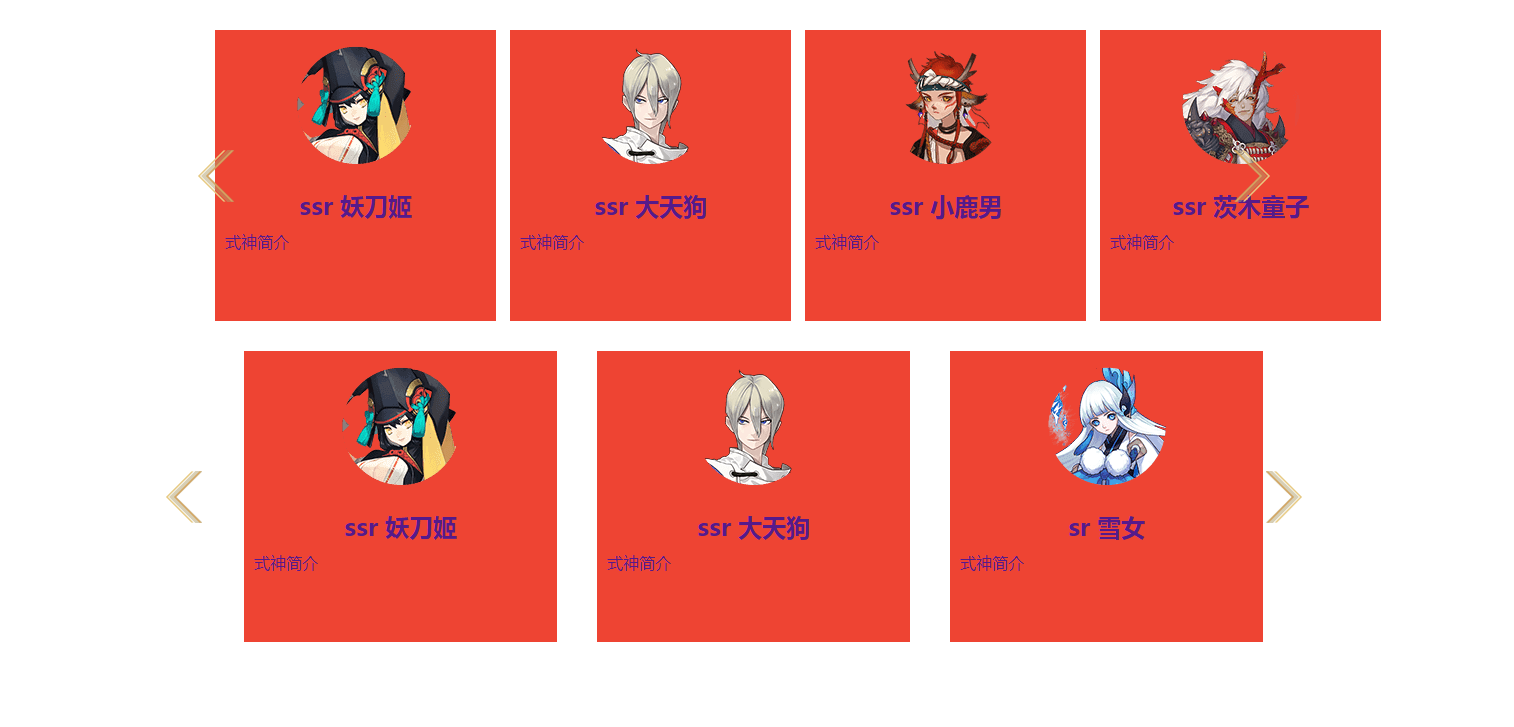 ssr 妖刀姬
式神简介
ssr 大天狗
式神简介
ssr 小鹿男
式神简介
ssr 茨木童子
式神简介
ssr 妖刀姬
式神简介
ssr 大天狗
式神简介
sr 雪女
式神简介